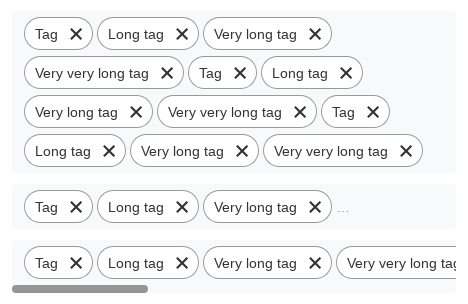 Tag Long tag Very long tag
Very very long tag Tag Long tag
Very long tag Very very long tag Tag
Long tag Very long tag Very very long tag
Tag Long tag Very long tag ...
Tag Long tag Very long tag Very very long tag